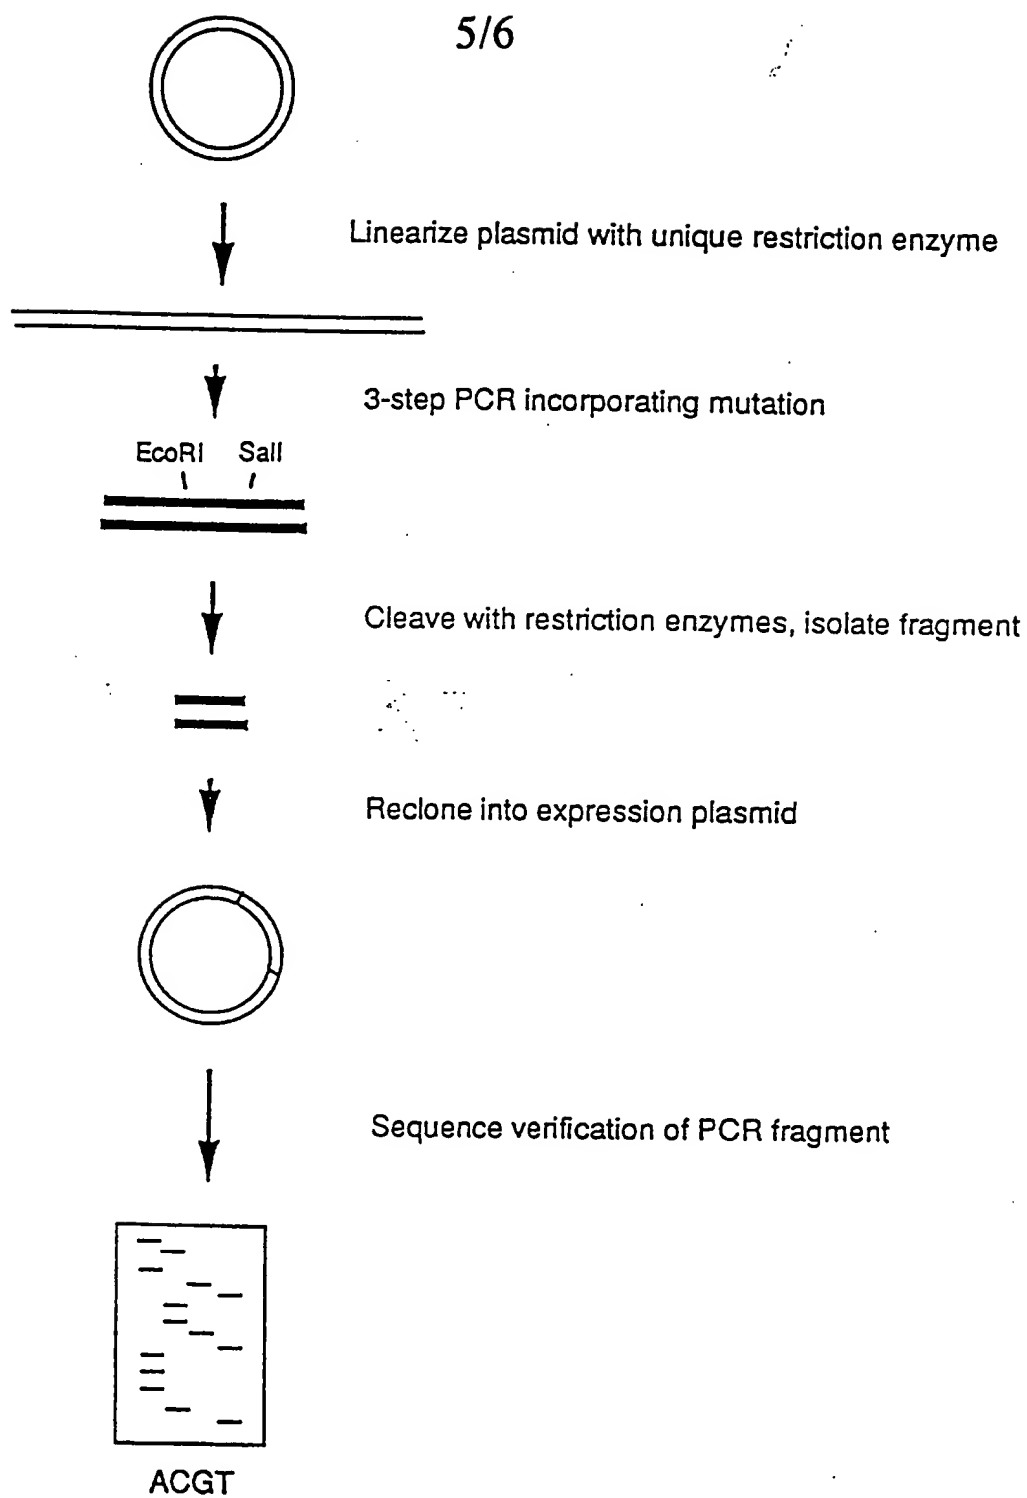 5/6
Linearize plasmid with unique restriction enzyme
3-step PCR incorporating mutation
EcoRI SalI
Cleave with restriction enzymes, isolate fragment
Reclone into expression plasmid
Sequence verification of PCR fragment
ACGT